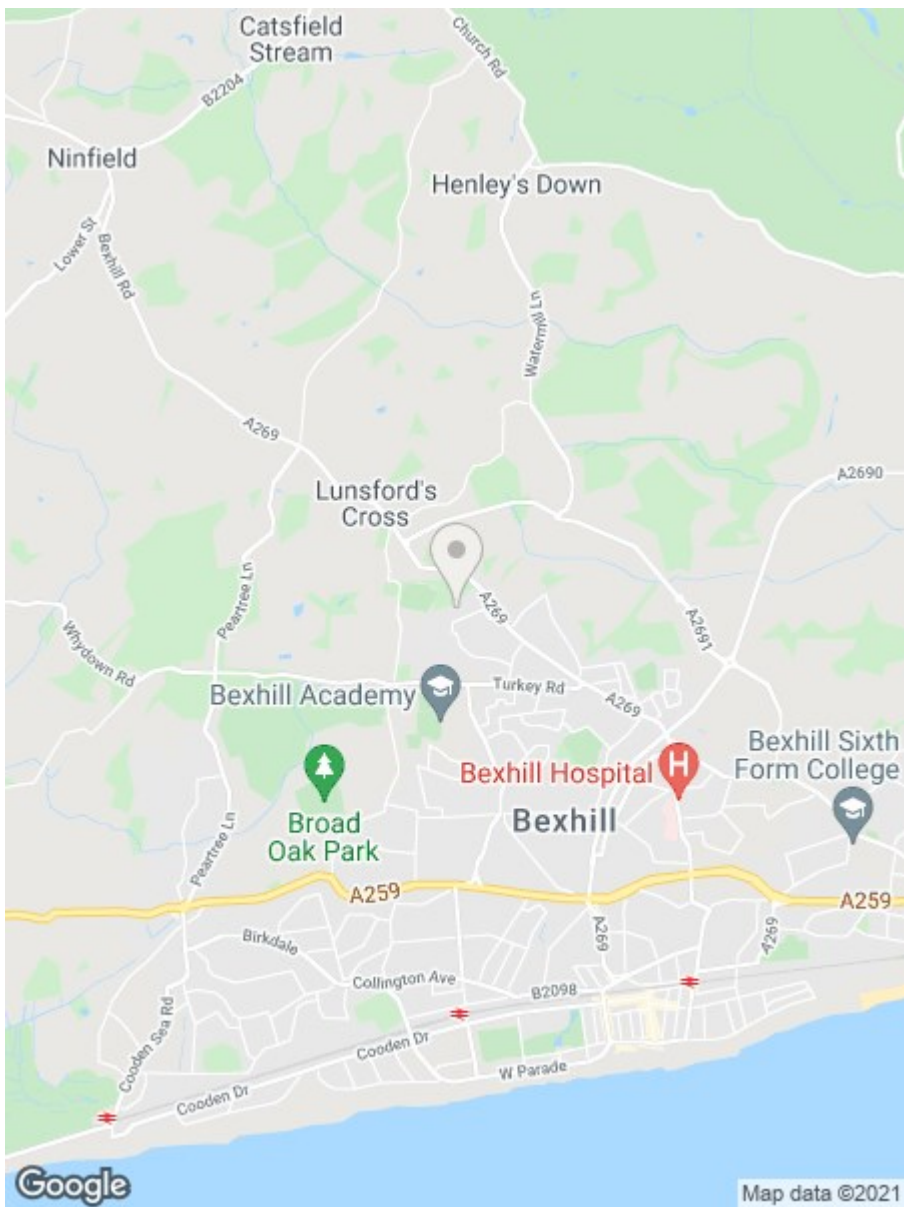 Catsfield
Stream
Church Rd
B2204
Ninfield
Henley's Down
Lower St
Bexhill Rd
Watermill Ln
A269
A2690
Lunsford's
Cross
Peartree Ln
A269
A2691
Whydown Rd
Turkey Rd
Bexhill Academy
A269
Bexhill Sixth
Form College
Bexhill Hospital
H
Broad
Oak Park
Bexhill
Peartree Ln
A259
A259
Birkdale
A269
A269
Collington Ave
B2098
Cooden Sea Rd
Cooden Dr
W Parade
Cooden Dr
Google
Map data ©2021